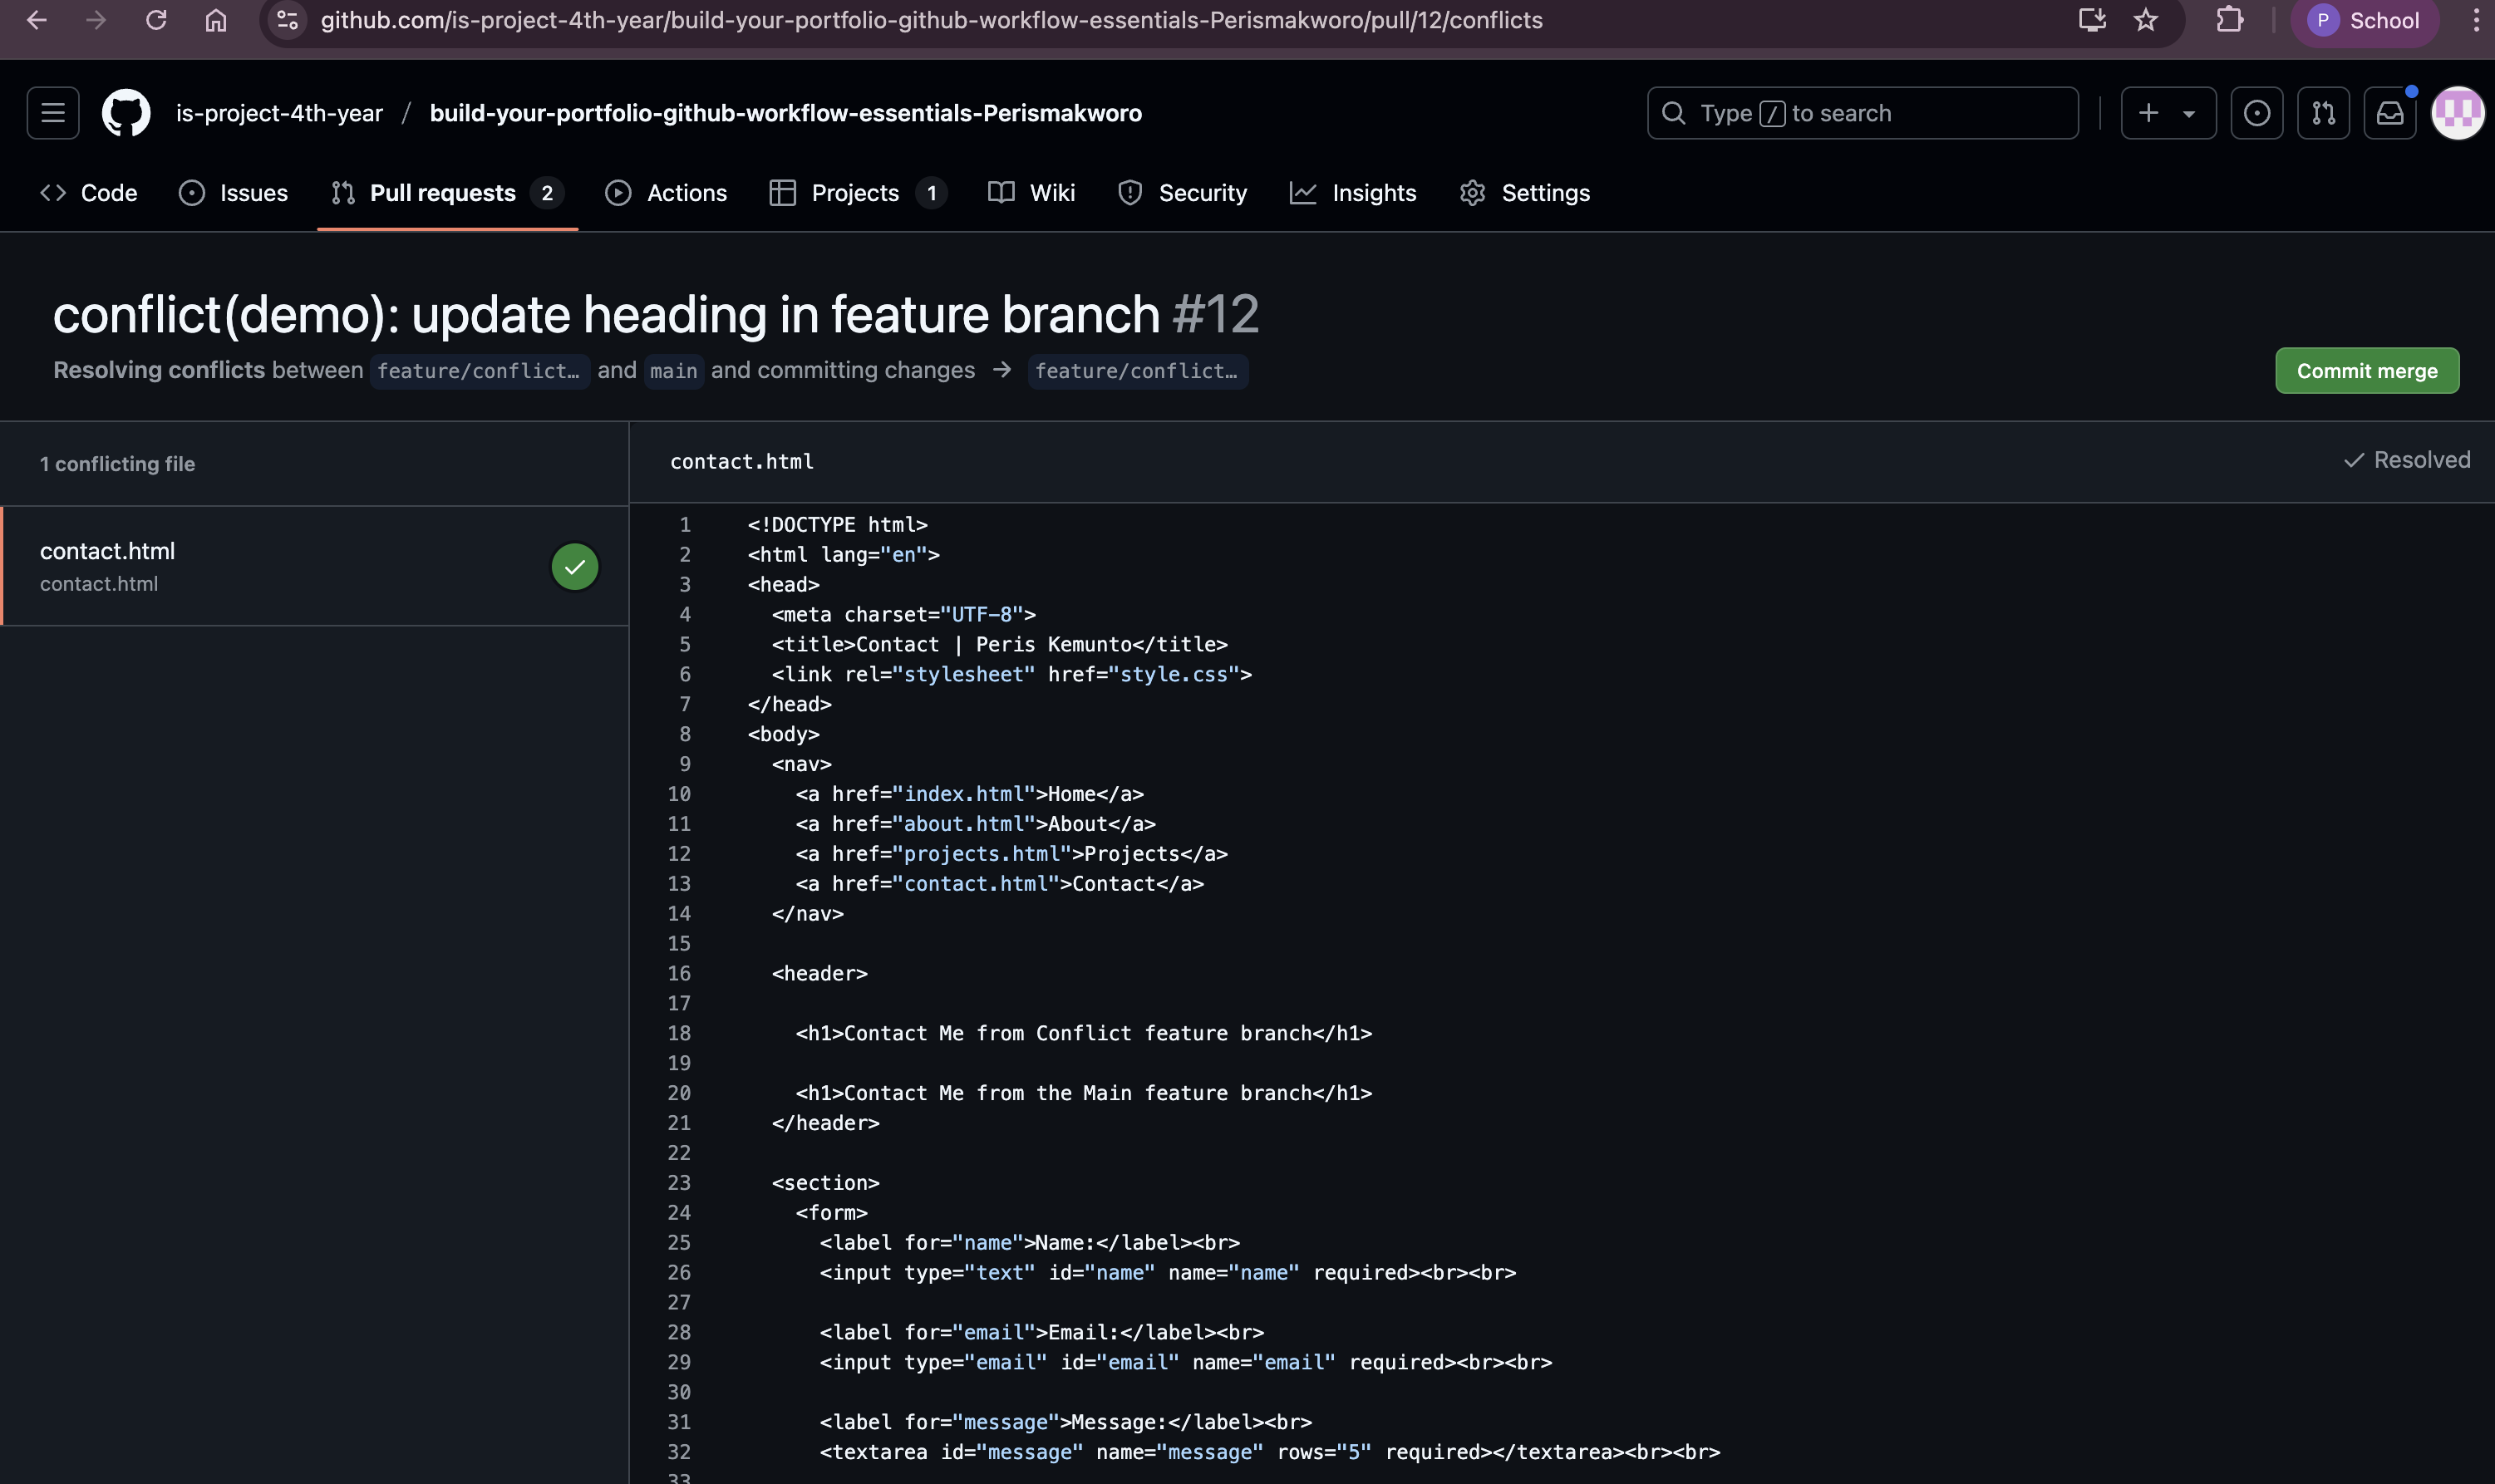 github.com/is-project-4th-year/build-your-portfolio-github-workflow-essentials-Perismakworo/pull/12/conflicts
P School
is-project-4th-year / build-your-portfolio-github-workflow-essentials-Perismakworo
Type / to search
Code Issues Pull requests 2 Actions Projects 1 Wiki Security Insights Settings
conflict(demo): update heading in feature branch #12
Resolving conflicts between feature/conflict… and main and committing changes → feature/conflict…
Commit merge
1 conflicting file
contact.html
contact.html
contact.html
Resolved
1 <!DOCTYPE html>
2 <html lang="en">
3 <head>
4 <meta charset="UTF-8">
5 <title>Contact | Peris Kemunto</title>
6 <link rel="stylesheet" href="style.css">
7 </head>
8 <body>
9 <nav>
10 <a href="index.html">Home</a>
11 <a href="about.html">About</a>
12 <a href="projects.html">Projects</a>
13 <a href="contact.html">Contact</a>
14 </nav>
15
16 <header>
17
18 <h1>Contact Me from Conflict feature branch</h1>
19
20 <h1>Contact Me from the Main feature branch</h1>
21 </header>
22
23 <section>
24 <form>
25 <label for="name">Name:</label><br>
26 <input type="text" id="name" name="name" required><br><br>
27
28 <label for="email">Email:</label><br>
29 <input type="email" id="email" name="email" required><br><br>
30
31 <label for="message">Message:</label><br>
32 <textarea id="message" name="message" rows="5" required></textarea><br><br>
33